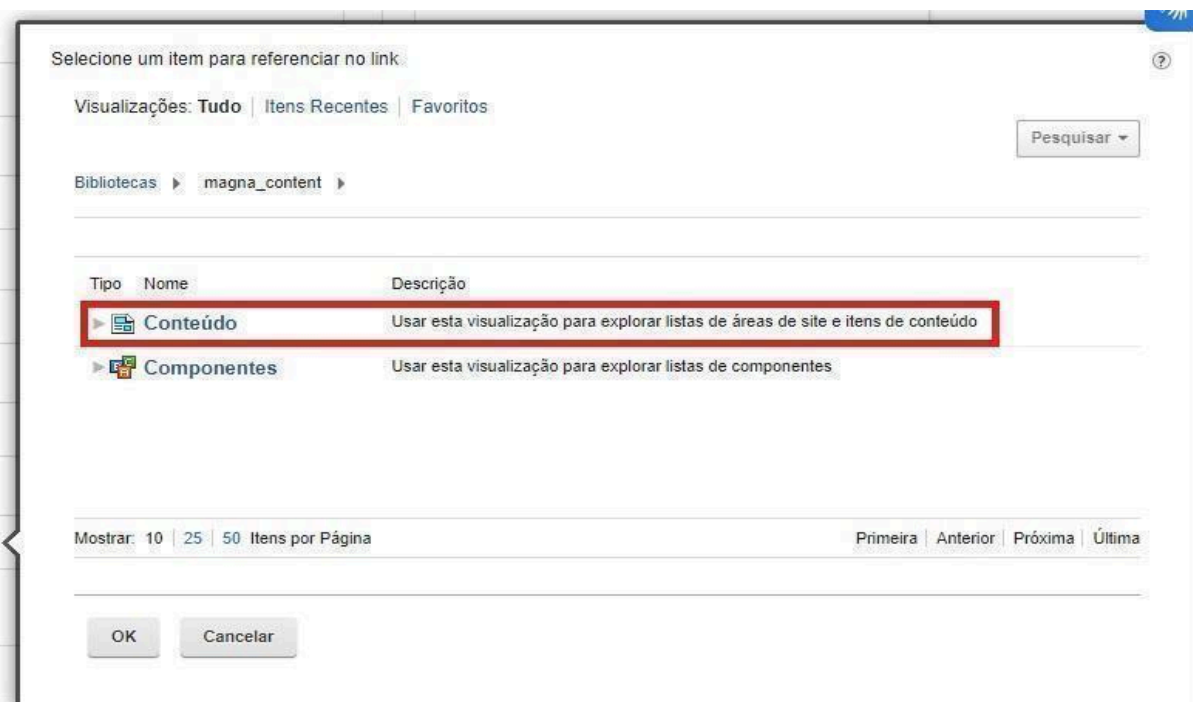 Selecione um item para referenciar no link
Visualizações: Tudo | Itens Recentes | Favoritos
Pesquisar
Bibliotecas magna_content
Tipo Nome Descrição
Conteúdo Usar esta visualização para explorar listas de áreas de site e itens de conteúdo
Componentes Usar esta visualização para explorar listas de componentes
Mostrar: 10 | 25 | 50 Itens por Página Primeira | Anterior | Próxima | Última
OK Cancelar